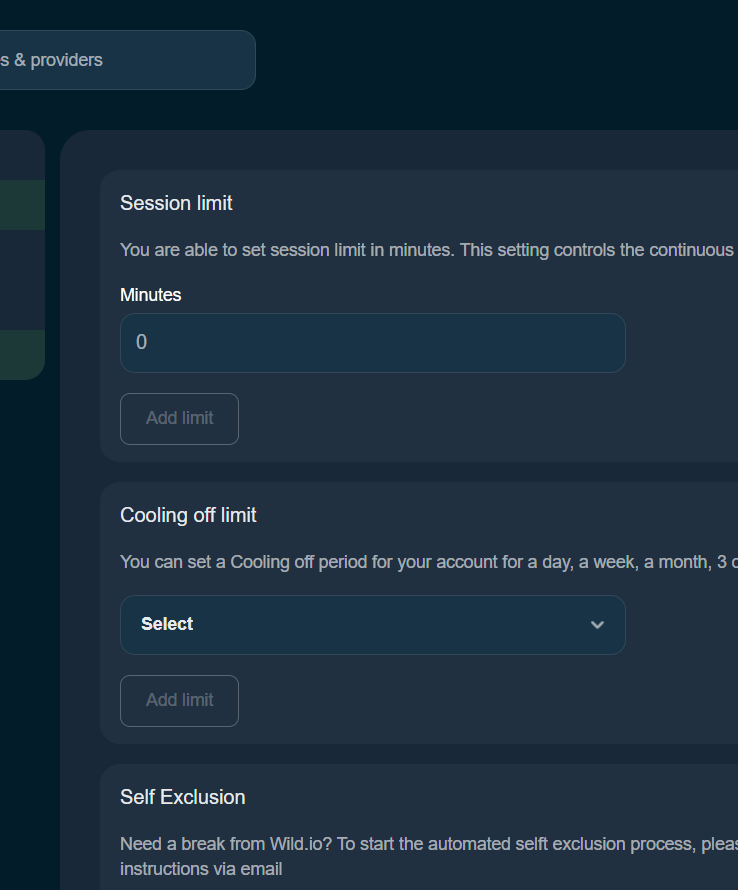 & providers
Session limit
You are able to set session limit in minutes. This setting controls the continuous
Minutes
0
Add limit
Cooling off limit
You can set a Cooling off period for your account for a day, a week, a month, 3
Select
Add limit
Self Exclusion
Need a break from Wild.io? To start the automated selft exclusion process,
instructions via email